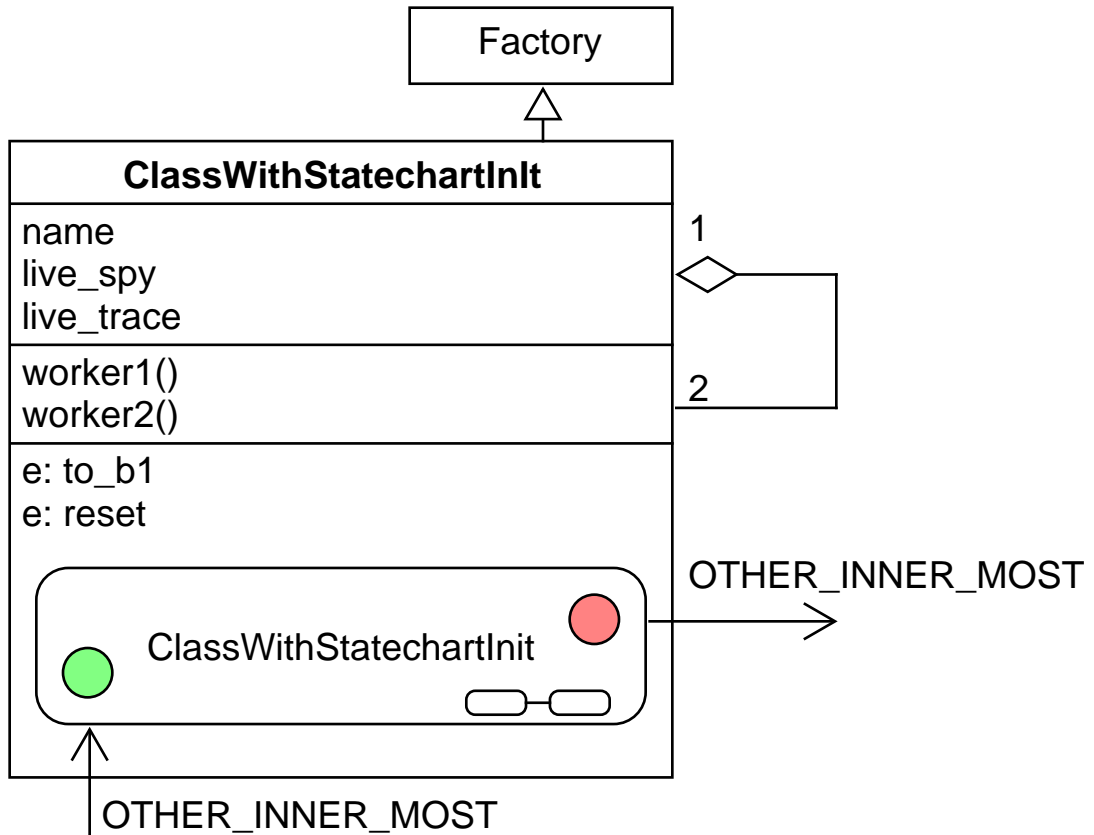 Factory
ClassWithStatechartInIt
name
1
live_spy
live_trace
worker1()
2
worker2()
e: to_b1
e: reset
OTHER_INNER_MOST
ClassWithStatechartInit
OTHER_INNER_MOST